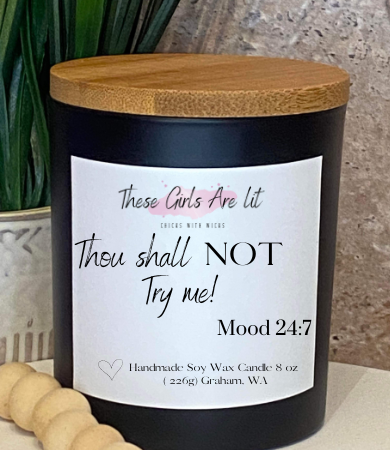 These Girls Are Lit
CHICKS WITH WICKS
Thou shall NOT
Try me!
Mood 24:7
Handmade Soy Wax Candle 8 oz
( 226g) Graham, WA